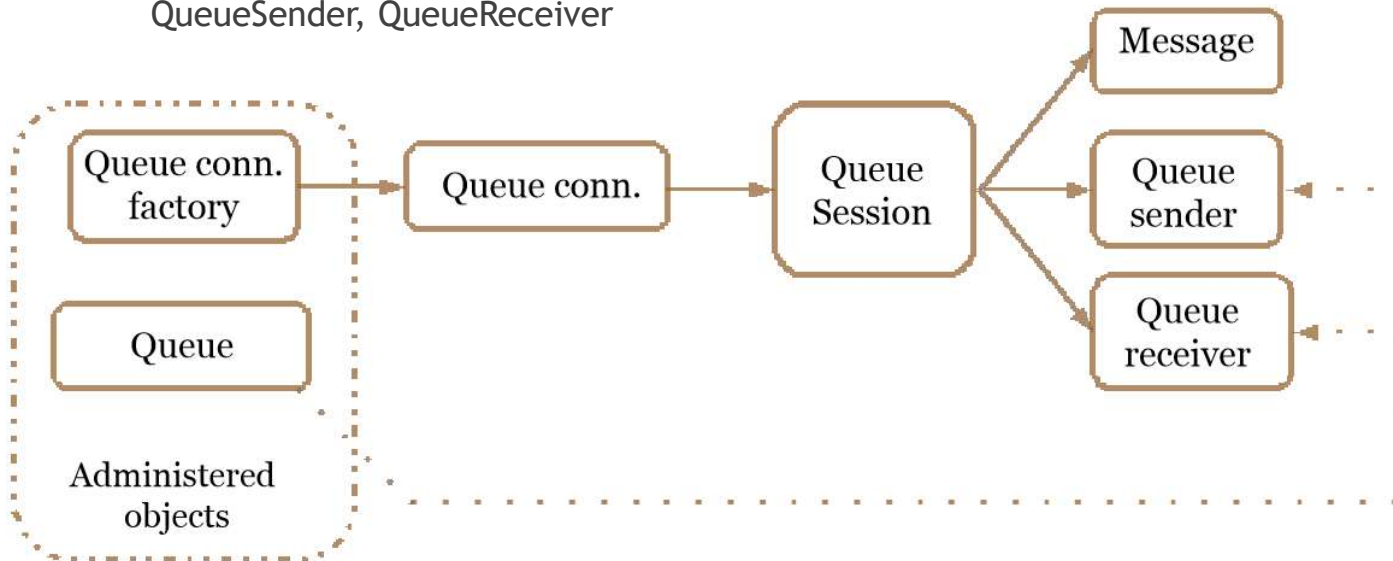 QueueSender, QueueReceiver
Message
Queue conn.
factory
Queue conn.
Queue
Session
Queue
sender
Queue
receiver
Queue
Administered
objects